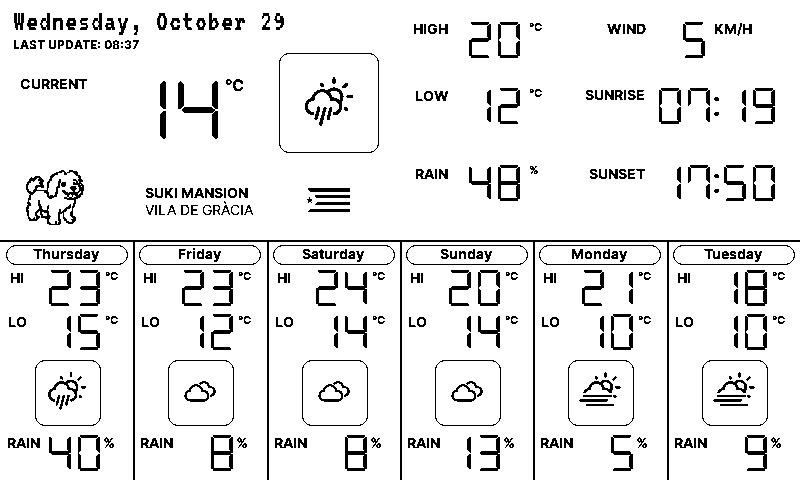 Wednesday, October 29
LAST UPDATE: 08:37
CURRENT 14 °C
SUKI MANSION
VILA DE GRÀCIA
HIGH 20 °C
LOW 12 °C
RAIN 48 %
WIND 5 KM/H
SUNRISE 07:19
SUNSET 17:50
Thursday
HI 23 °C
LO 15 °C
RAIN 40 %
Friday
HI 23 °C
LO 12 °C
RAIN 8 %
Saturday
HI 24 °C
LO 14 °C
RAIN 8 %
Sunday
HI 20 °C
LO 14 °C
RAIN 13 %
Monday
HI 21 °C
LO 10 °C
RAIN 5 %
Tuesday
HI 18 °C
LO 10 °C
RAIN 9 %